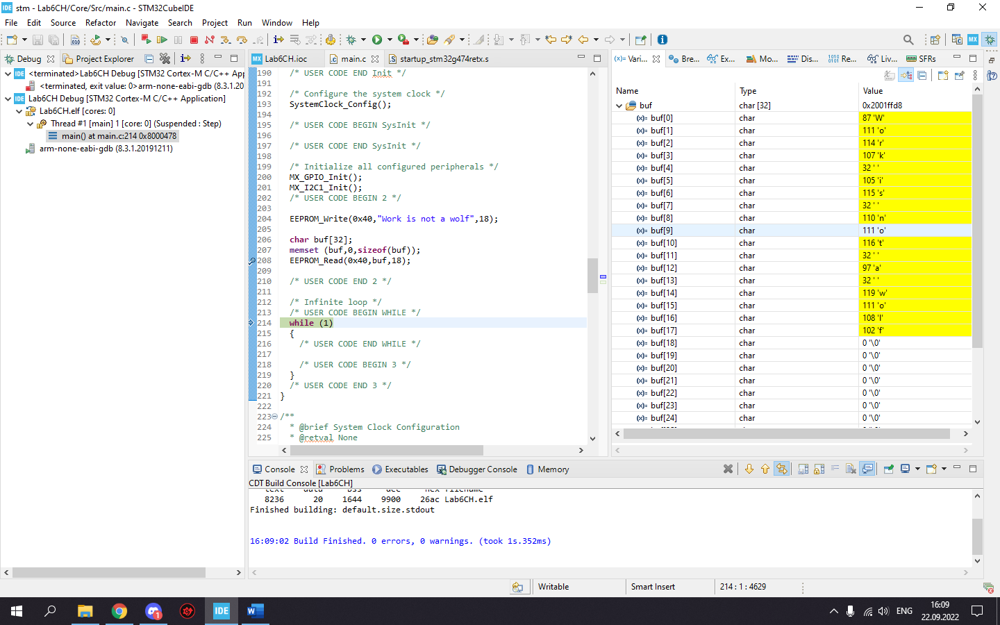 stm - Lab6CH/Core/Src/main.c - STM32CubeIDE
File Edit Source Refactor Navigate Search Project Run Window Help
Debug Project Explorer
<terminated>Lab6CH Debug [STM32 Cortex-M C/C++ App
<terminated, exit value: 0>arm-none-eabi-gdb (8.3.1.20
Lab6CH Debug [STM32 Cortex-M C/C++ Application]
Lab6CH.elf [cores: 0]
Thread #1 [main] 1 [core: 0] (Suspended : Step)
main() at main.c:214 0x8000478
arm-none-eabi-gdb (8.3.1.20191211)
Lab6CH.ioc main.c startup_stm32g474retx.s
190 /* USER CODE END Init */
191
192 /* Configure the system clock */
193 SystemClock_Config();
194
195 /* USER CODE BEGIN SysInit */
196
197 /* USER CODE END SysInit */
198
199 /* Initialize all configured peripherals */
200 MX_GPIO_Init();
201 MX_I2C1_Init();
202 /* USER CODE BEGIN 2 */
203
204 EEPROM_Write(0x40,"Work is not a wolf",18);
205
206 char buf[32];
207 memset (buf,0,sizeof(buf));
208 EEPROM_Read(0x40,buf,18);
209
210 /* USER CODE END 2 */
211
212 /* Infinite loop */
213 /* USER CODE BEGIN WHILE */
214 while (1)
215 {
216 /* USER CODE END WHILE */
217
218 /* USER CODE BEGIN 3 */
219 }
220 /* USER CODE END 3 */
221 }
222
223 /**
224 * @brief System Clock Configuration
225 * @retval None
Vari... Bre... Ex... Mo... Dis... Re... Liv... SFRs
Name Type Value
buf char [32] 0x2001ffd8
buf[0] char 87 'W'
buf[1] char 111 'o'
buf[2] char 114 'r'
buf[3] char 107 'k'
buf[4] char 32 ' '
buf[5] char 105 'i'
buf[6] char 115 's'
buf[7] char 32 ' '
buf[8] char 110 'n'
buf[9] char 111 'o'
buf[10] char 116 't'
buf[11] char 32 ' '
buf[12] char 97 'a'
buf[13] char 32 ' '
buf[14] char 119 'w'
buf[15] char 111 'o'
buf[16] char 108 'l'
buf[17] char 102 'f'
buf[18] char 0 '\0'
buf[19] char 0 '\0'
buf[20] char 0 '\0'
buf[21] char 0 '\0'
buf[22] char 0 '\0'
buf[23] char 0 '\0'
buf[24] char 0 '\0'
Console Problems Executables Debugger Console Memory
CDT Build Console [Lab6CH]
text data bss dec hex filename
8236 20 1644 9900 26ac Lab6CH.elf
Finished building: default.size.stdout
16:09:02 Build Finished. 0 errors, 0 warnings. (took 1s.352ms)
Writable Smart Insert 214 : 1 : 4629
ENG 16:09
22.09.2022